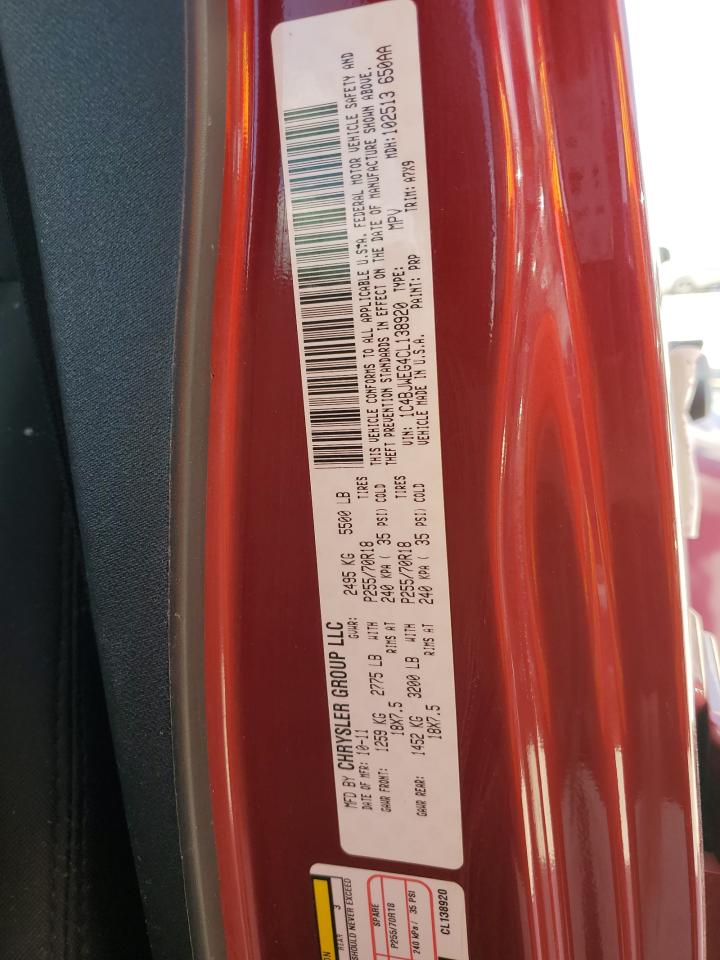 MFD BY CHRYSLER GROUP LLC
DATE OF MFR: 10-11 GVWR: 2495 KG 5500 LB
GAWR FRONT: 1259 KG 2775 LB WITH P255/70R18 TIRES
18X7.5 RIMS AT 240 KPA ( 35 PSI) COLD
GAWR REAR: 1452 KG 3200 LB WITH P255/70R18 TIRES
18X7.5 RIMS AT 240 KPA ( 35 PSI) COLD
THIS VEHICLE CONFORMS TO ALL APPLICABLE U.S.A. FEDERAL MOTOR VEHICLE SAFETY AND
THEFT PREVENTION STANDARDS IN EFFECT ON THE DATE OF MANUFACTURE SHOWN ABOVE.
VIN: 1C4BJWEG4CL138920 TYPE: MPV MDH: 102513 650AA
VEHICLE MADE IN U.S.A. PAINT: PRP TRIM: A7X9
REAR 3
SHOULD NEVER EXCEED
SPARE
P255/70R18
240 kPa / 35 PSI
CL138920